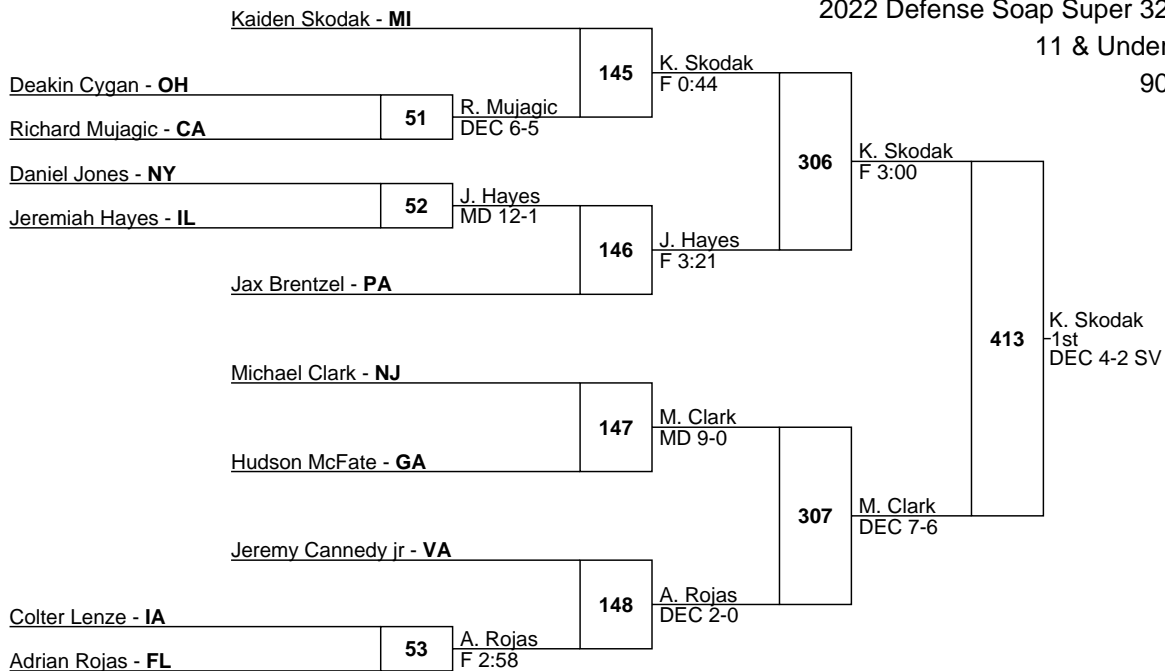 2022 Defense Soap Super 32
11 & Under
90
Kaiden Skodak - MI
145
K. Skodak
F 0:44
Deakin Cygan - OH
51
R. Mujagic
DEC 6-5
Richard Mujagic - CA
306
K. Skodak
F 3:00
Daniel Jones - NY
52
J. Hayes
MD 12-1
Jeremiah Hayes - IL
146
J. Hayes
F 3:21
Jax Brentzel - PA
413
K. Skodak
1st
DEC 4-2 SV
Michael Clark - NJ
147
M. Clark
MD 9-0
Hudson McFate - GA
307
M. Clark
DEC 7-6
Jeremy Cannedy jr - VA
148
A. Rojas
DEC 2-0
Colter Lenze - IA
53
A. Rojas
F 2:58
Adrian Rojas - FL